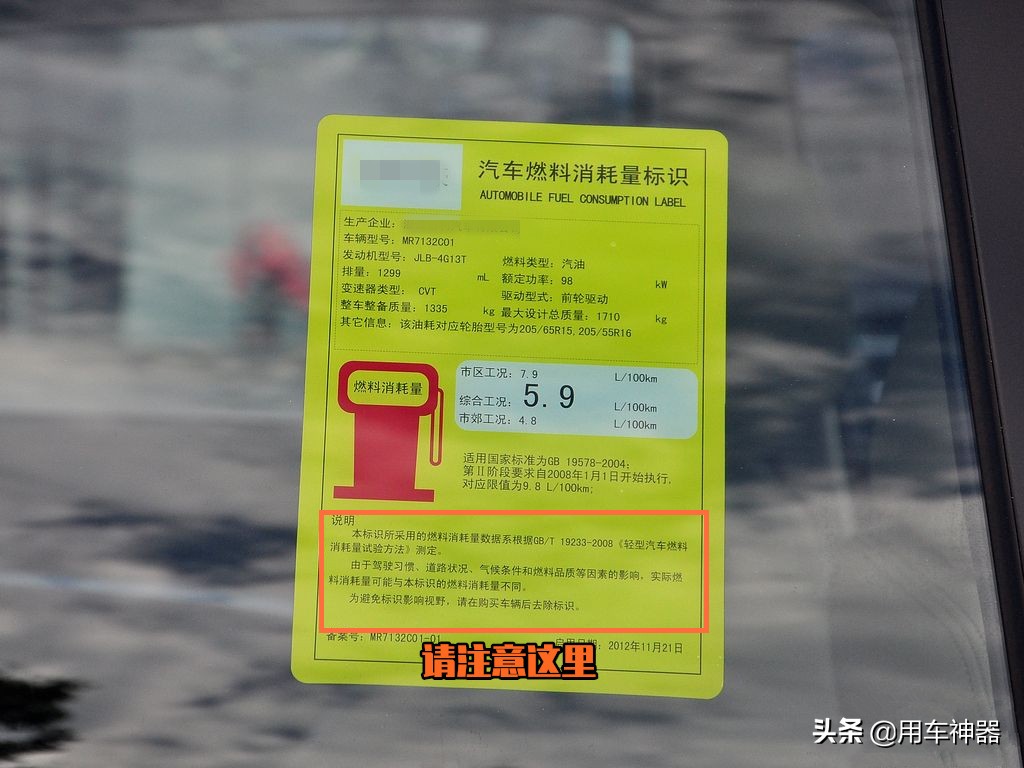 汽车燃料消耗量标识
AUTOMOBILE FUEL CONSUMPTION LABEL
生产企业:
车辆型号: MR7132C01
发动机型号: JLB-4G13T
燃料类型: 汽油
排量: 1299 mL
额定功率: 98 kW
变速器类型: CVT
驱动型式: 前轮驱动
整车整备质量: 1335 kg
最大设计总质量: 1710 kg
其它信息: 该油耗对应轮胎型号为205/65R15,205/55R16
燃料消耗量
市区工况: 7.9 L/100km
综合工况: 5.9 L/100km
市郊工况: 4.8 L/100km
适用国家标准为GB 19578-2004;
第Ⅱ阶段要求自2008年1月1日开始执行,
对应限值为9.8 L/100km;
说明
本标识所采用的燃料消耗量数据系根据GB/T 19233-2008《轻型汽车燃料
消耗量试验方法》测定。
由于驾驶习惯、道路状况、气候条件和燃料品质等因素的影响,实际燃
料消耗量可能与本标识的燃料消耗量不同。
为避免标识影响视野,请在购买车辆后去除标识。
备案号: MR7132C01-01
启用日期: 2012年11月21日
请注意这里
头条 @用车神器